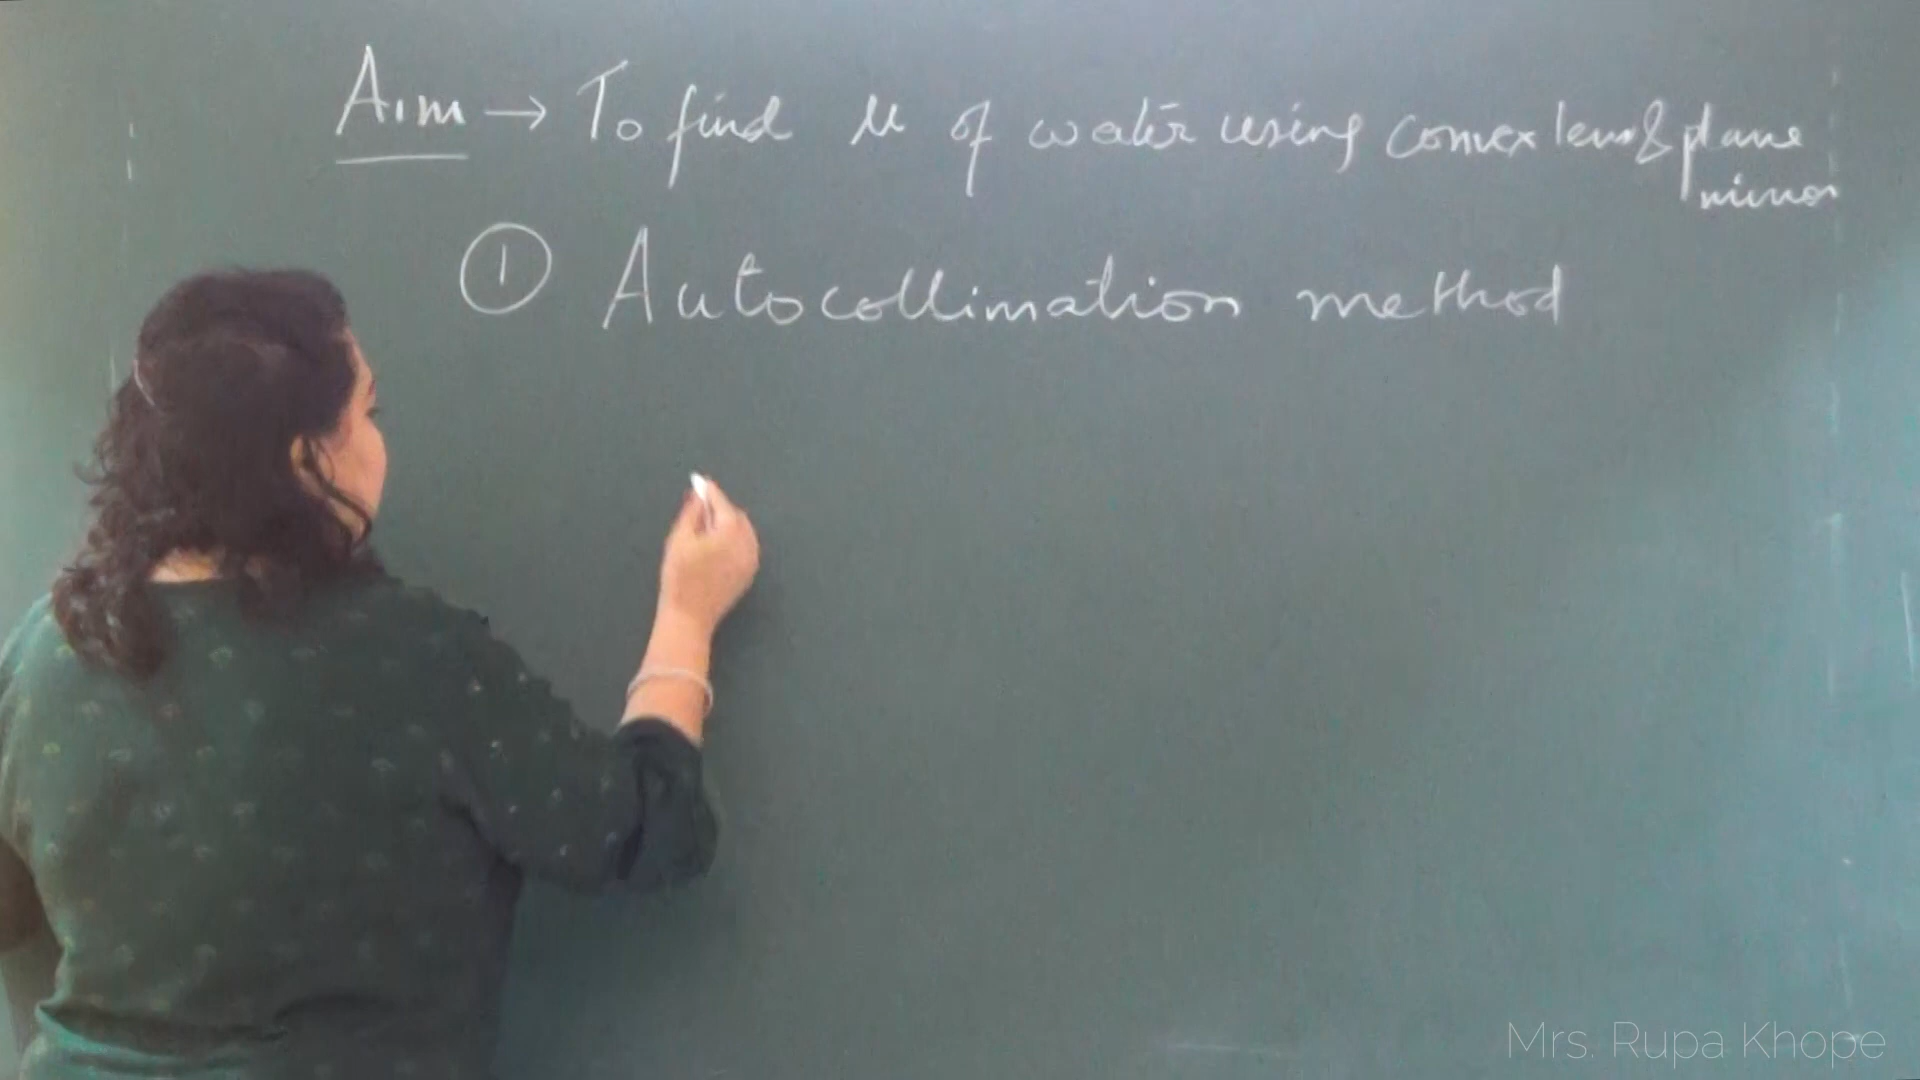 Aim → To find μ of water using convex lens & plane
mirror
① Autocollimation method
Mrs. Rupa Khope